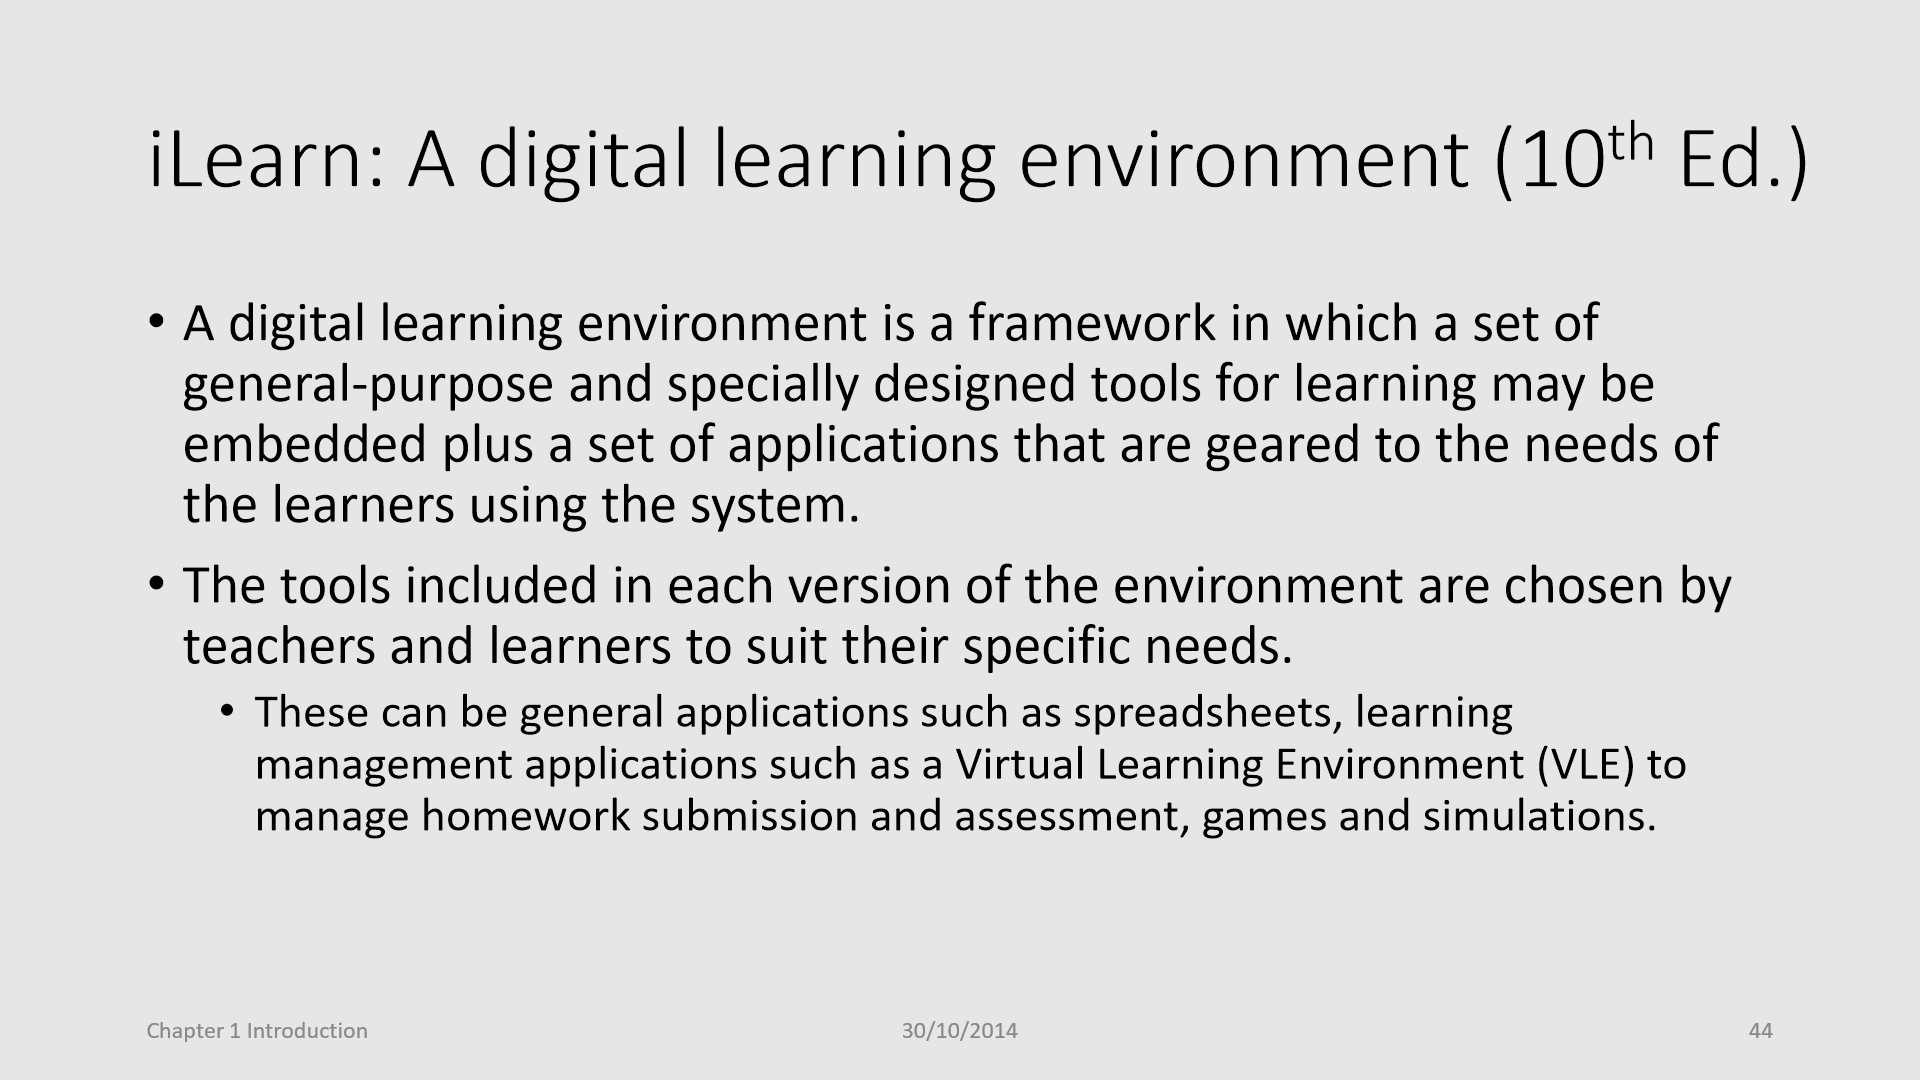 iLearn: A digital learning environment (10th Ed.)
• A digital learning environment is a framework in which a set of
general-purpose and specially designed tools for learning may be
embedded plus a set of applications that are geared to the needs of
the learners using the system.
• The tools included in each version of the environment are chosen by
teachers and learners to suit their specific needs.
• These can be general applications such as spreadsheets, learning
management applications such as a Virtual Learning Environment (VLE) to
manage homework submission and assessment, games and simulations.
Chapter 1 Introduction 30/10/2014 44